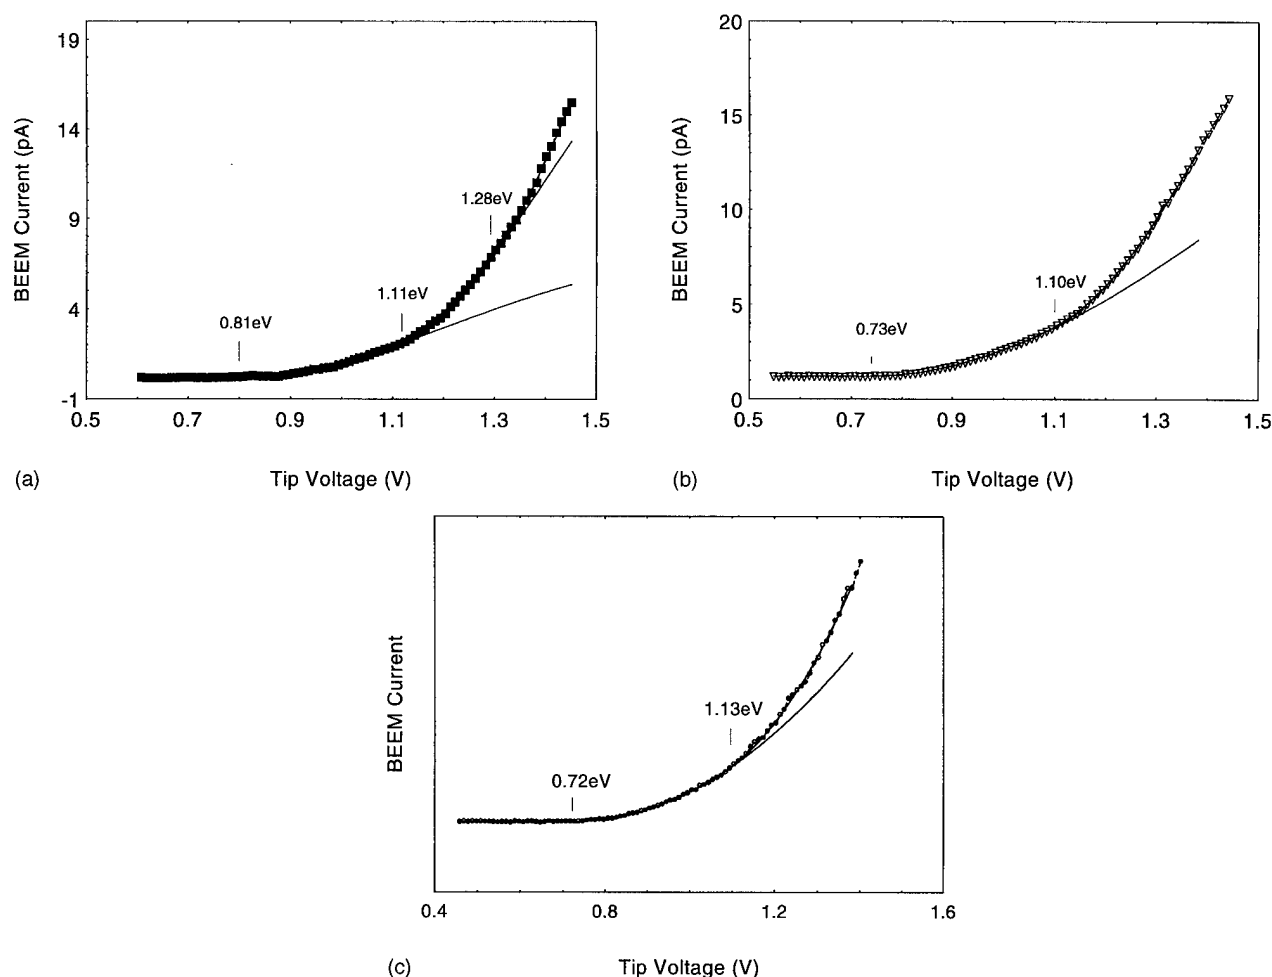 19
14
9
4
-1
BEEM Current (pA)
0.81eV
1.11eV
1.28eV
0.5 0.7 0.9 1.1 1.3 1.5
(a) Tip Voltage (V)
20
15
10
5
0
BEEM Current (pA)
0.73eV
1.10eV
0.5 0.7 0.9 1.1 1.3 1.5
(b) Tip Voltage (V)
BEEM Current
0.72eV
1.13eV
0.4 0.8 1.2 1.6
(c) Tip Voltage (V)